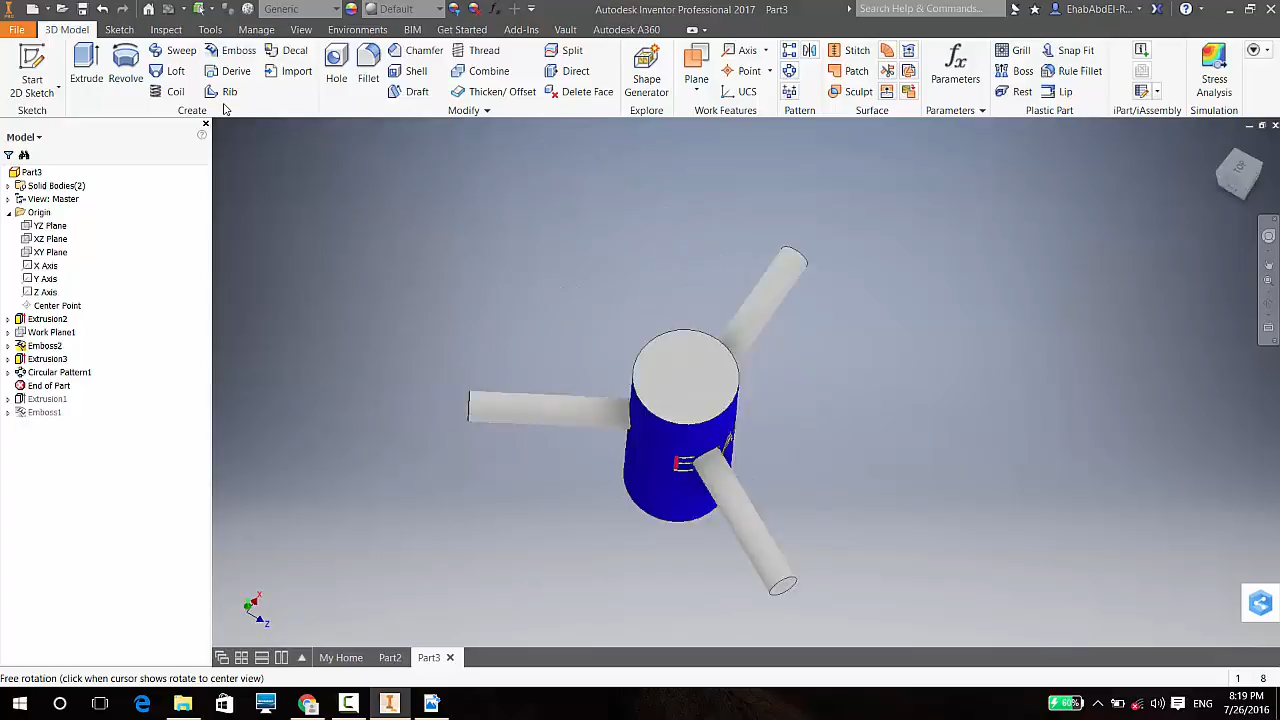 Generic
Default
Autodesk Inventor Professional 2017 Part3
Search Help & Commands...
EhabAbdEl-R...
File
3D Model
Sketch
Inspect
Tools
Manage
View
Environments
BIM
Get Started
Add-Ins
Vault
Autodesk A360
Start
2D Sketch
Sketch
Extrude
Revolve
Sweep
Loft
Coil
Emboss
Derive
Rib
Decal
Import
Create
Hole
Fillet
Chamfer
Shell
Draft
Thread
Combine
Thicken/ Offset
Split
Direct
Delete Face
Modify
Shape
Generator
Explore
Plane
Axis
Point
UCS
Work Features
Pattern
Stitch
Patch
Sculpt
Surface
fx
Parameters
Parameters
Grill
Boss
Rest
Snap Fit
Rule Fillet
Lip
Plastic Part
iPart/iAssembly
Stress
Analysis
Simulation
Model
Part3
Solid Bodies(2)
View: Master
Origin
YZ Plane
XZ Plane
XY Plane
X Axis
Y Axis
Z Axis
Center Point
Extrusion2
Work Plane1
Emboss2
Extrusion3
Circular Pattern1
End of Part
Extrusion1
Emboss1
TOP
X
Z
My Home
Part2
Part3
Free rotation (click when cursor shows rotate to center view)
1
8
60%
ENG
8:19 PM
7/26/2016